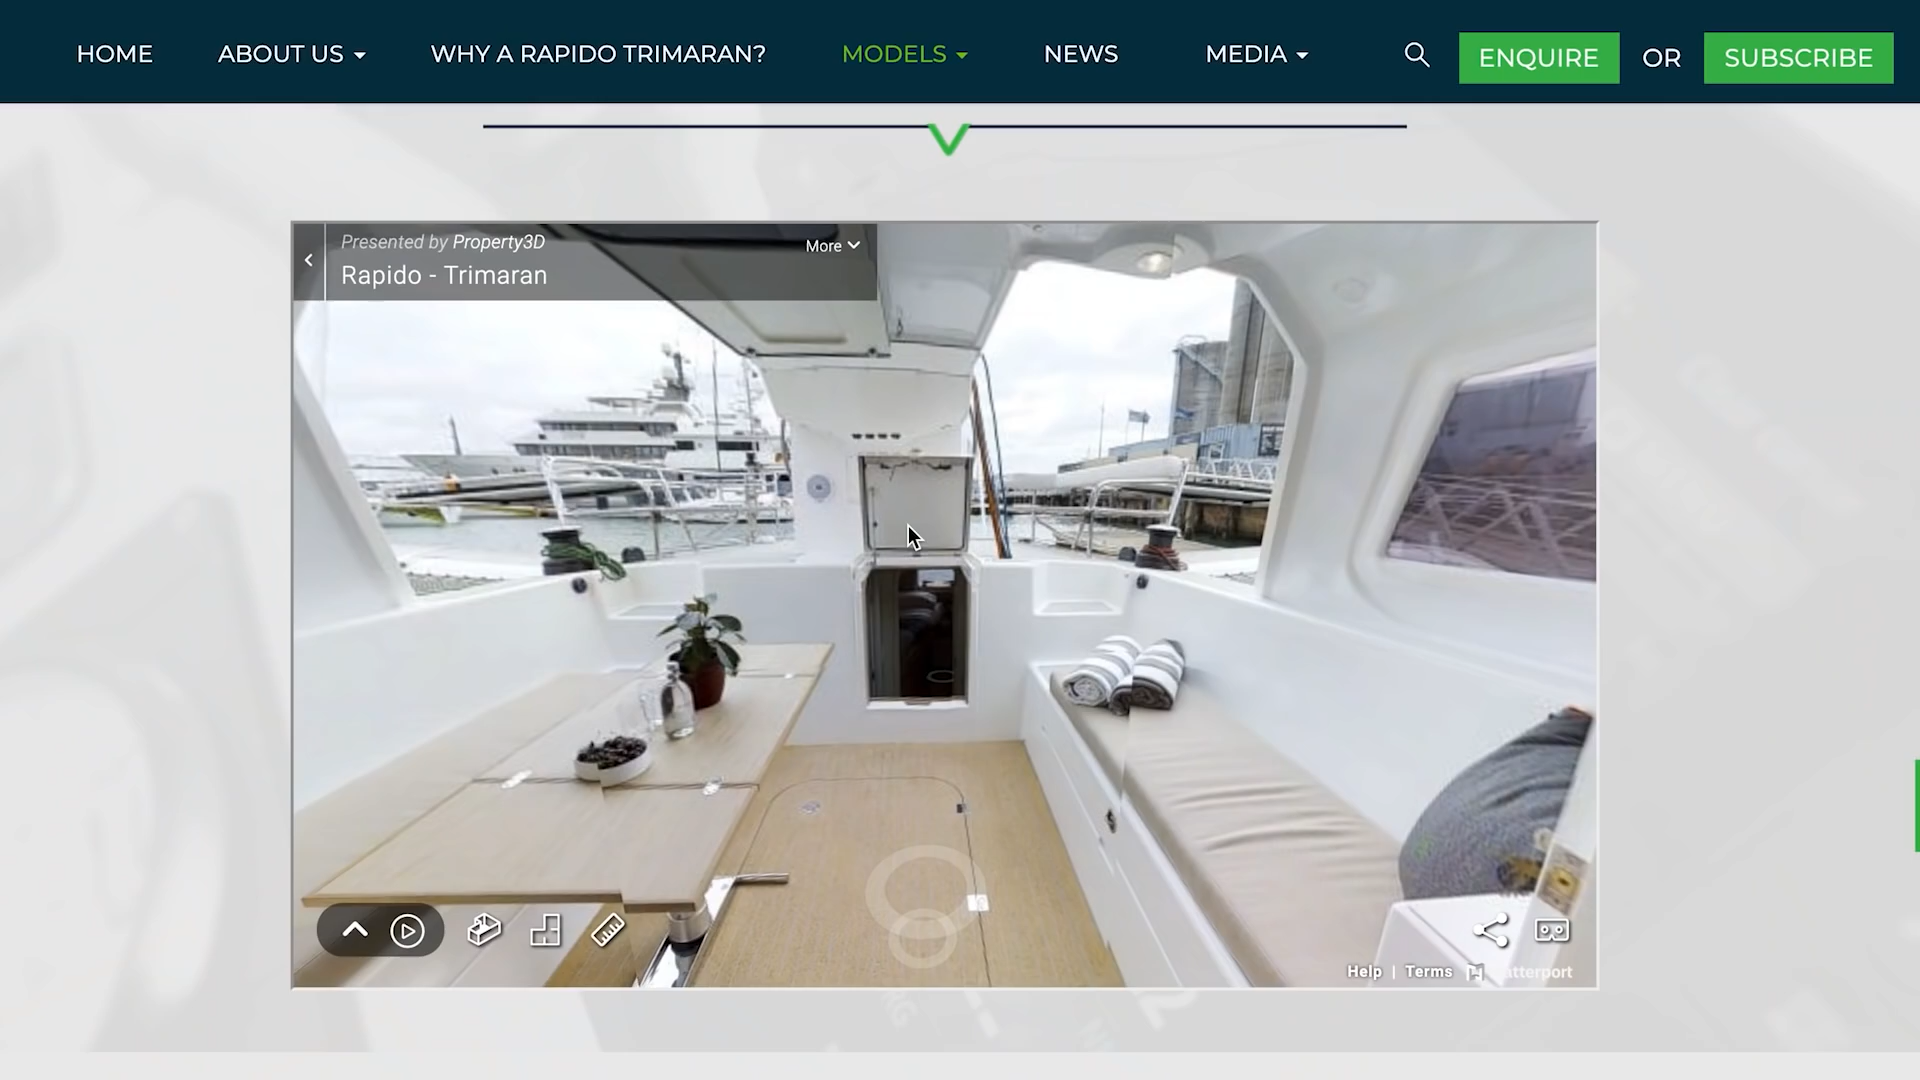 HOME ABOUT US WHY A RAPIDO TRIMARAN? MODELS NEWS MEDIA ENQUIRE OR SUBSCRIBE
Presented by Property3D
More
Rapido - Trimaran
Help | Terms